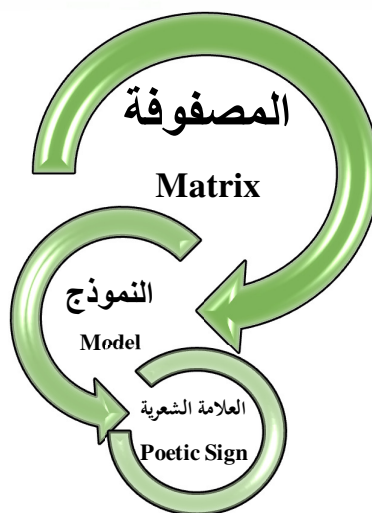 المصفوفة
Matrix
النموذج
Model
العلامة الشعرية
Poetic Sign